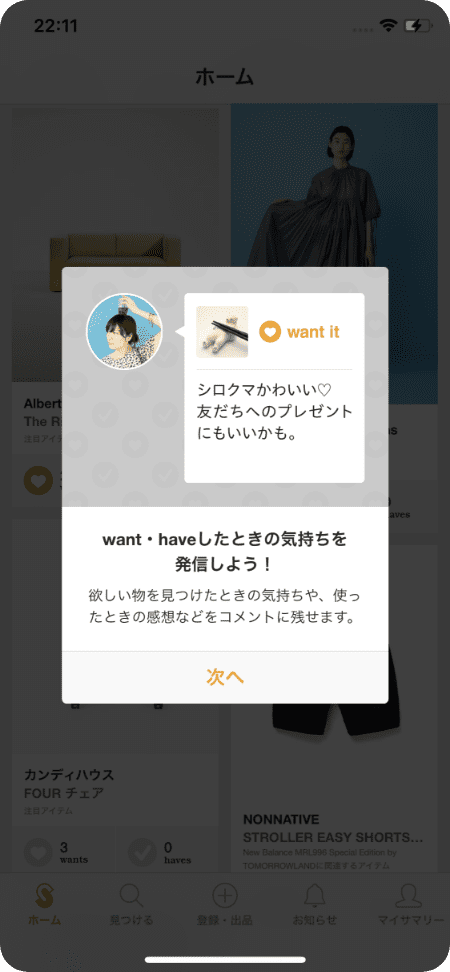 22:11
ホーム
want it
シロクマかわいい♡
友だちへのプレゼント
にもいいかも。
Albert
The R
注目アイ
want・haveしたときの気持ちを
発信しよう！
欲しい物を見つけたときの気持ちや、使っ
たときの感想などをコメントに残せます。
次へ
カンディハウス
FOUR チェア
注目アイテム
3
wants
0
haves
0
haves
NONNATIVE
STROLLER EASY SHORTS…
New Balance MRL996 Special Edition by
TOMORROWLANDに関連するアイテム
ホーム
見つける
登録・出品
お知らせ
マイサマリー